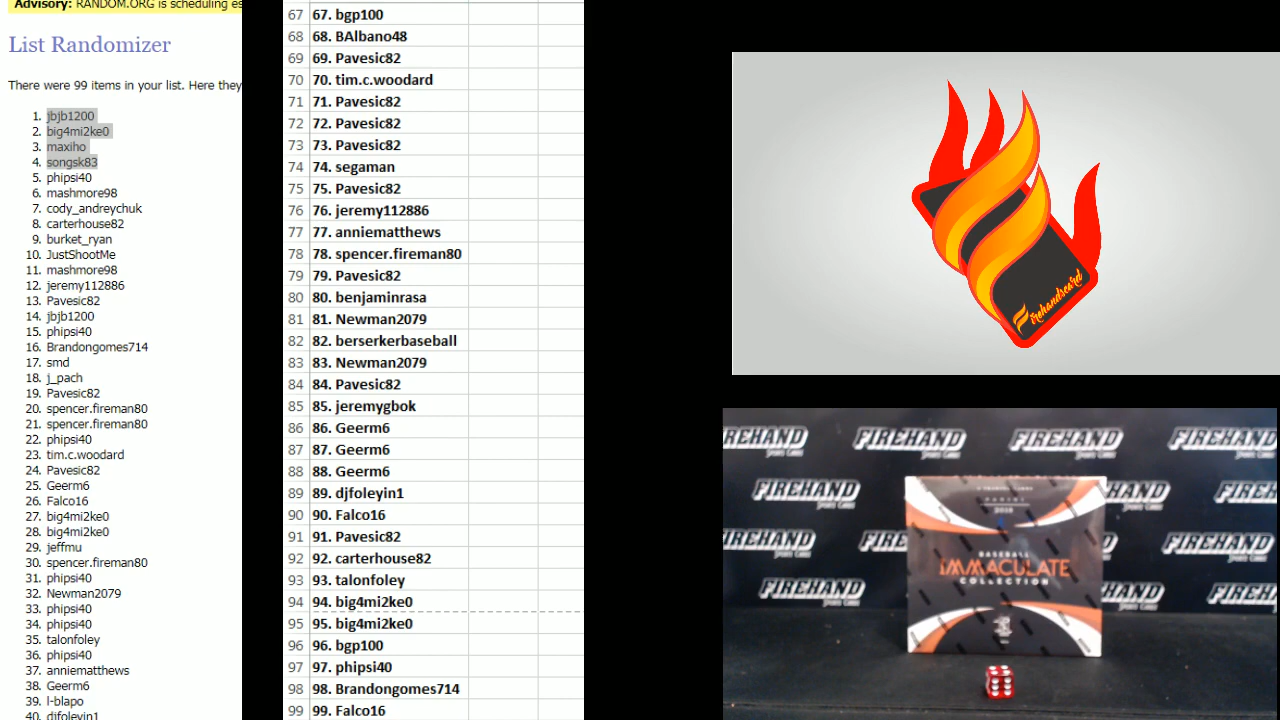 Advisory: RANDOM.ORG is scheduling es
List Randomizer
There were 99 items in your list. Here they
1. jbjb1200
2. big4mi2ke0
3. maxiho
4. songsk83
5. phipsi40
6. mashmore98
7. cody_andreychuk
8. carterhouse82
9. burket_ryan
10. JustShootMe
11. mashmore98
12. jeremy112886
13. Pavesic82
14. jbjb1200
15. phipsi40
16. Brandongomes714
17. smd
18. j_pach
19. Pavesic82
20. spencer.fireman80
21. spencer.fireman80
22. phipsi40
23. tim.c.woodard
24. Pavesic82
25. Geerm6
26. Falco16
27. big4mi2ke0
28. big4mi2ke0
29. jeffmu
30. spencer.fireman80
31. phipsi40
32. Newman2079
33. phipsi40
34. phipsi40
35. talonfoley
36. phipsi40
37. anniematthews
38. Geerm6
39. l-blapo
40. djfoleyin1
67 67. bgp100
68 68. BAlbano48
69 69. Pavesic82
70 70. tim.c.woodard
71 71. Pavesic82
72 72. Pavesic82
73 73. Pavesic82
74 74. segaman
75 75. Pavesic82
76 76. jeremy112886
77 77. anniematthews
78 78. spencer.fireman80
79 79. Pavesic82
80 80. benjaminrasa
81 81. Newman2079
82 82. berserkerbaseball
83 83. Newman2079
84 84. Pavesic82
85 85. jeremygbok
86 86. Geerm6
87 87. Geerm6
88 88. Geerm6
89 89. djfoleyin1
90 90. Falco16
91 91. Pavesic82
92 92. carterhouse82
93 93. talonfoley
94 94. big4mi2ke0
95 95. big4mi2ke0
96 96. bgp100
97 97. phipsi40
98 98. Brandongomes714
99 99. Falco16
FIREHAND
Sports Cards
PANINI
2018
BASEBALL
IMMACULATE
COLLECTION